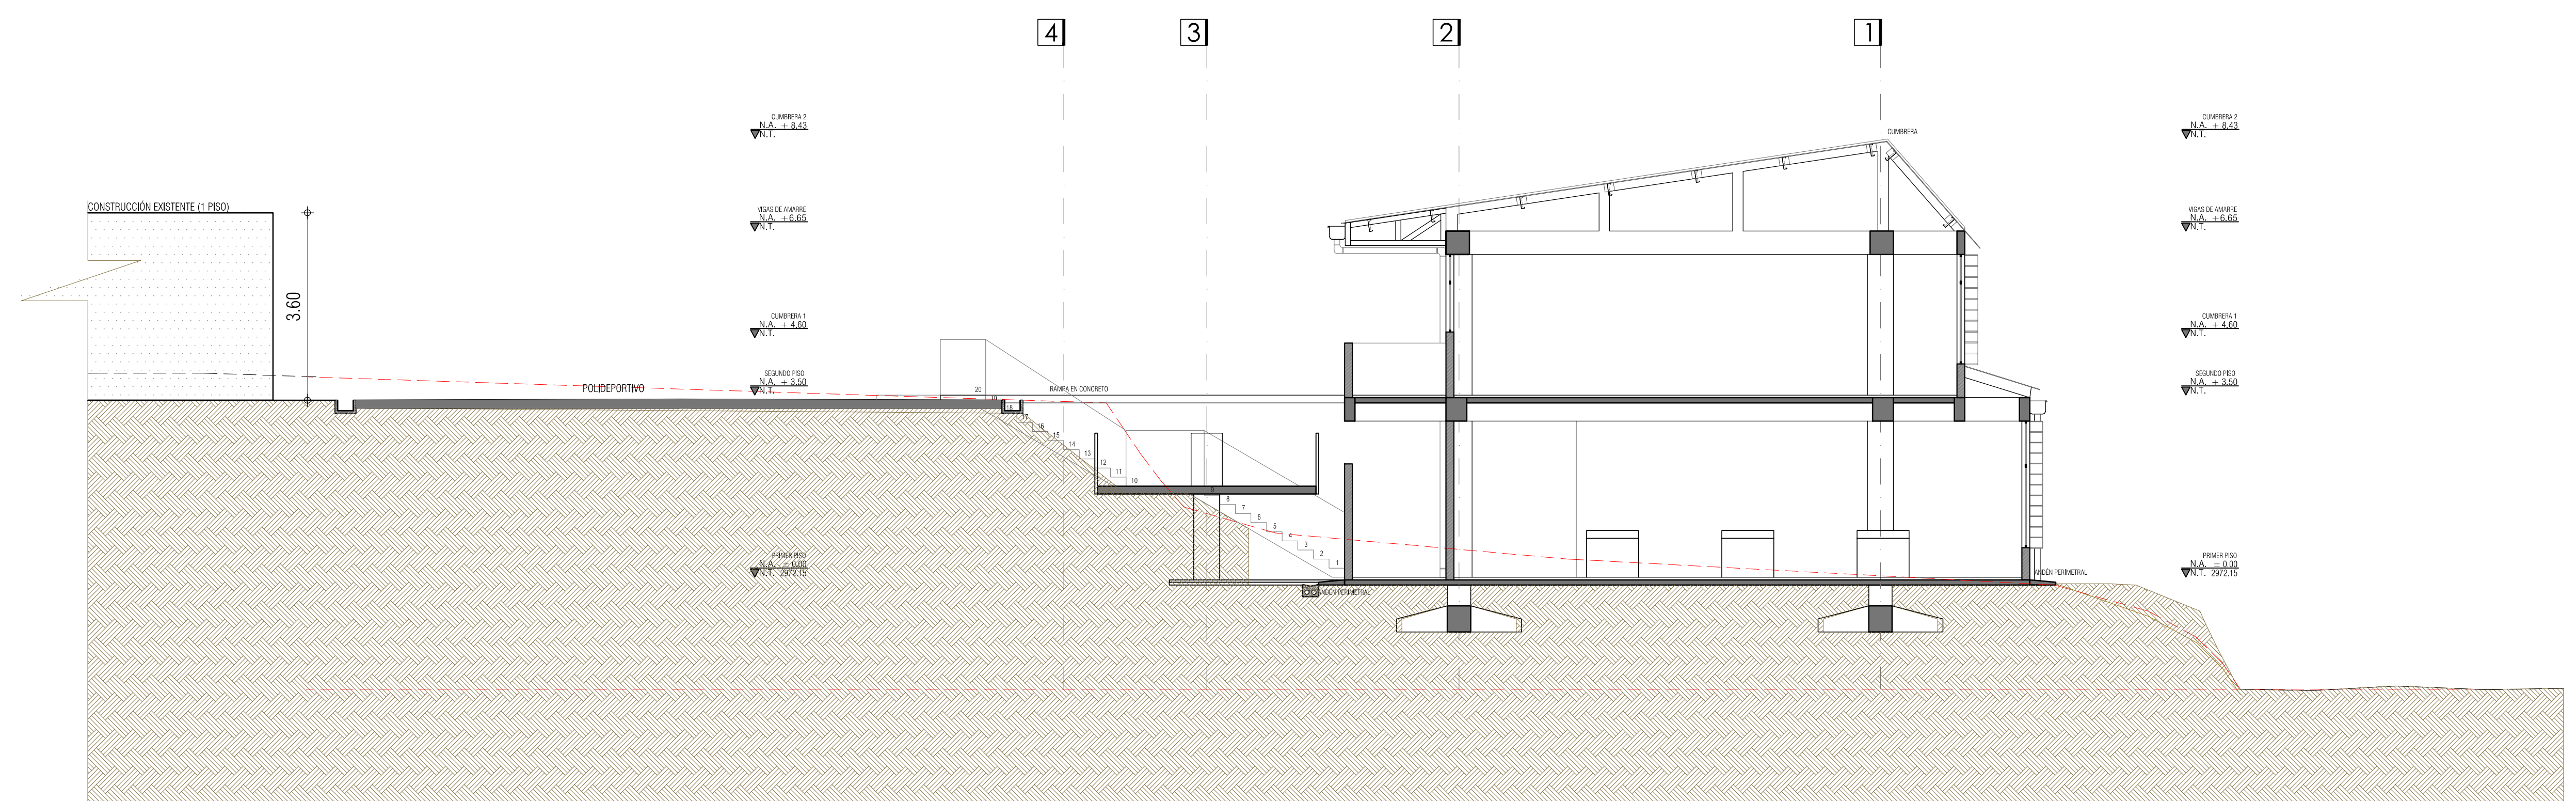 4
3
2
1
CUMBRERA 2
N.A. + 8,43
N.T.
CUMBRERA 2
N.A. + 8,43
N.T.
CUMBRERA
CONSTRUCCIÓN EXISTENTE (1 PISO)
VIGAS DE AMARRE
N.A. +6,65
N.T.
VIGAS DE AMARRE
N.A. +6,65
N.T.
3.60
CUMBRERA 1
N.A. + 4,60
N.T.
CUMBRERA 1
N.A. + 4,60
N.T.
SEGUNDO PISO
N.A. + 3,50
N.T.
SEGUNDO PISO
N.A. + 3,50
N.T.
POLIDEPORTIVO
RAMPA EN CONCRETO
20
19
18
17
16
15
14
13
12
11
10
9
8
7
6
5
4
3
2
1
PRIMER PISO
N.A. ± 0,00
N.T. 2972,15
PRIMER PISO
N.A. ± 0,00
N.T. 2972,15
ANDÉN PERIMETRAL
ANDÉN PERIMETRAL